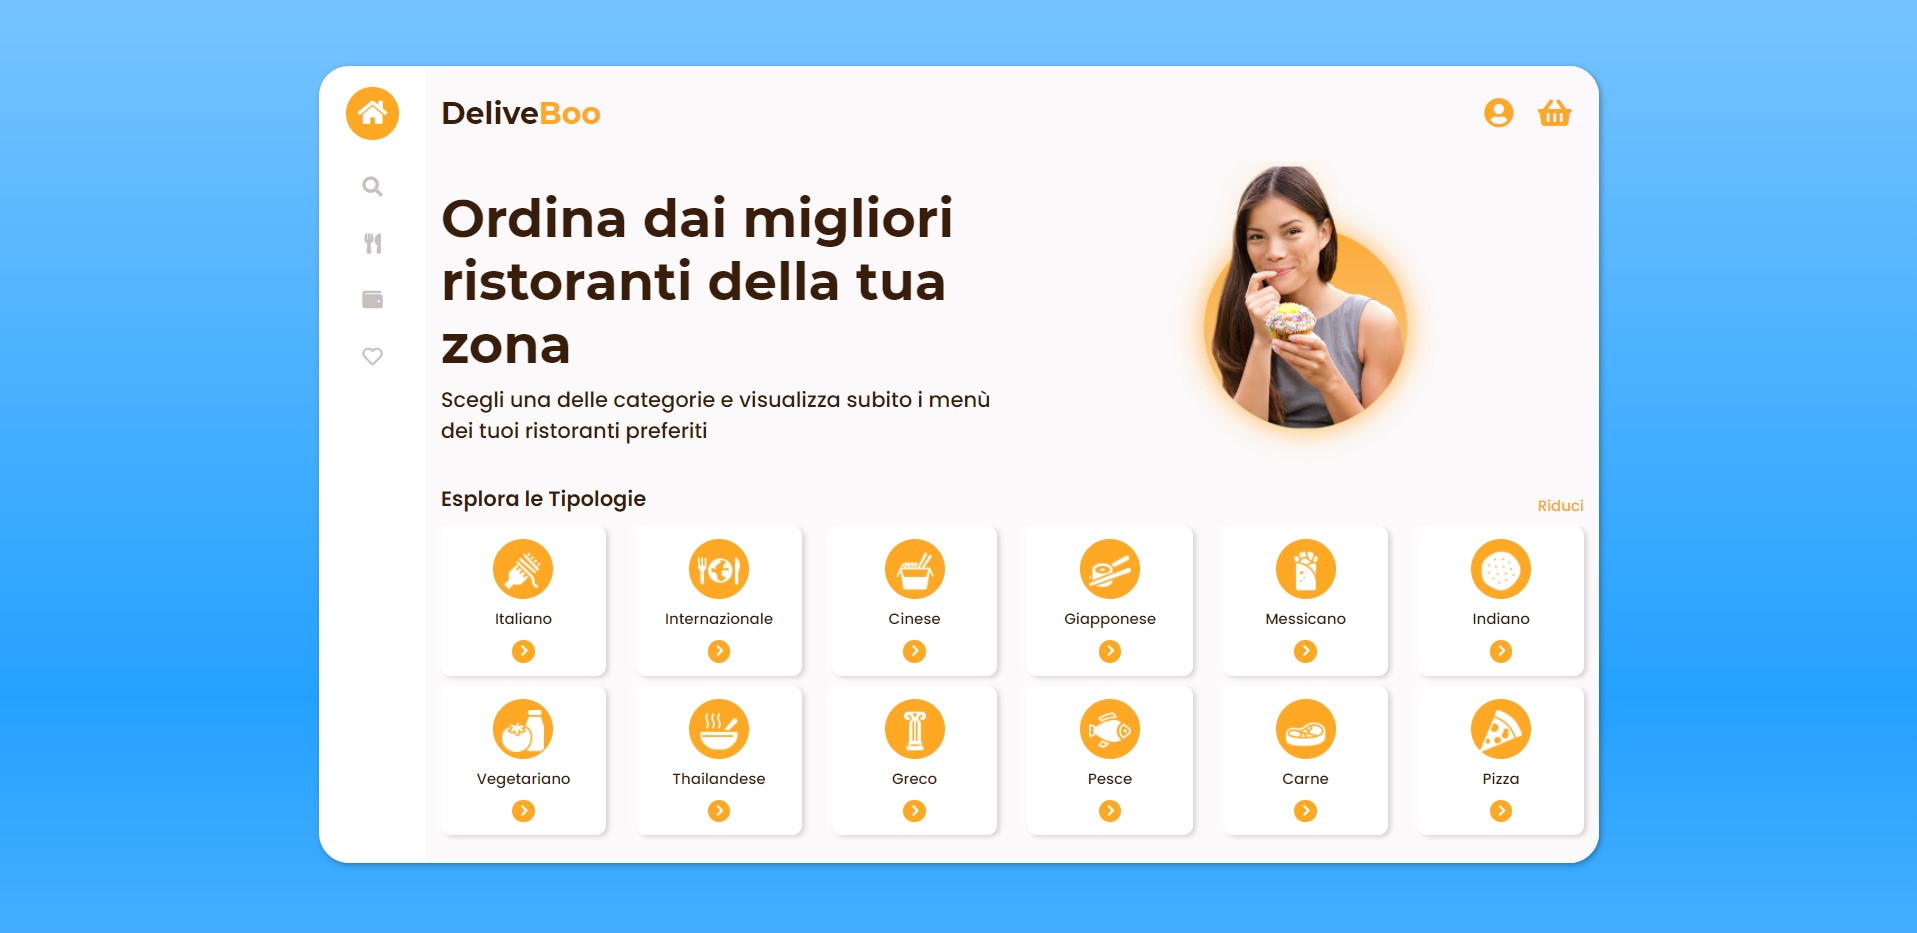 DeliveBoo
Ordina dai migliori
ristoranti della tua
zona
Scegli una delle categorie e visualizza subito i menù
dei tuoi ristoranti preferiti
Esplora le Tipologie
Riduci
Italiano
Internazionale
Cinese
Giapponese
Messicano
Indiano
Vegetariano
Thailandese
Greco
Pesce
Carne
Pizza